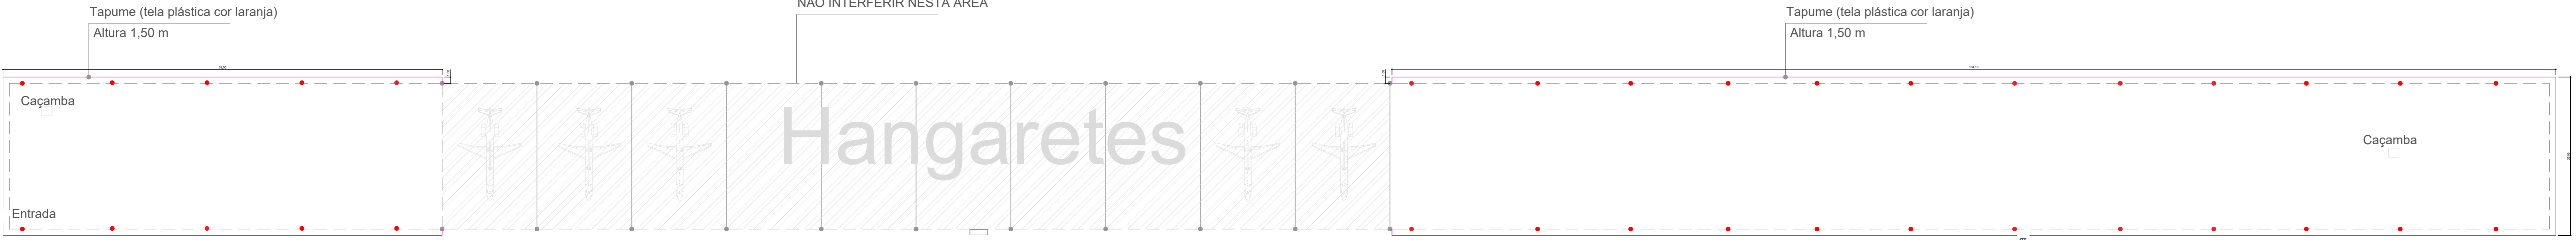 Tapume (tela plástica cor laranja)
Altura 1,50 m
NÃO INTERFERIR NESTA ÁREA
Tapume (tela plástica cor laranja)
Altura 1,50 m
Caçamba
Hangaretes
Caçamba
Entrada